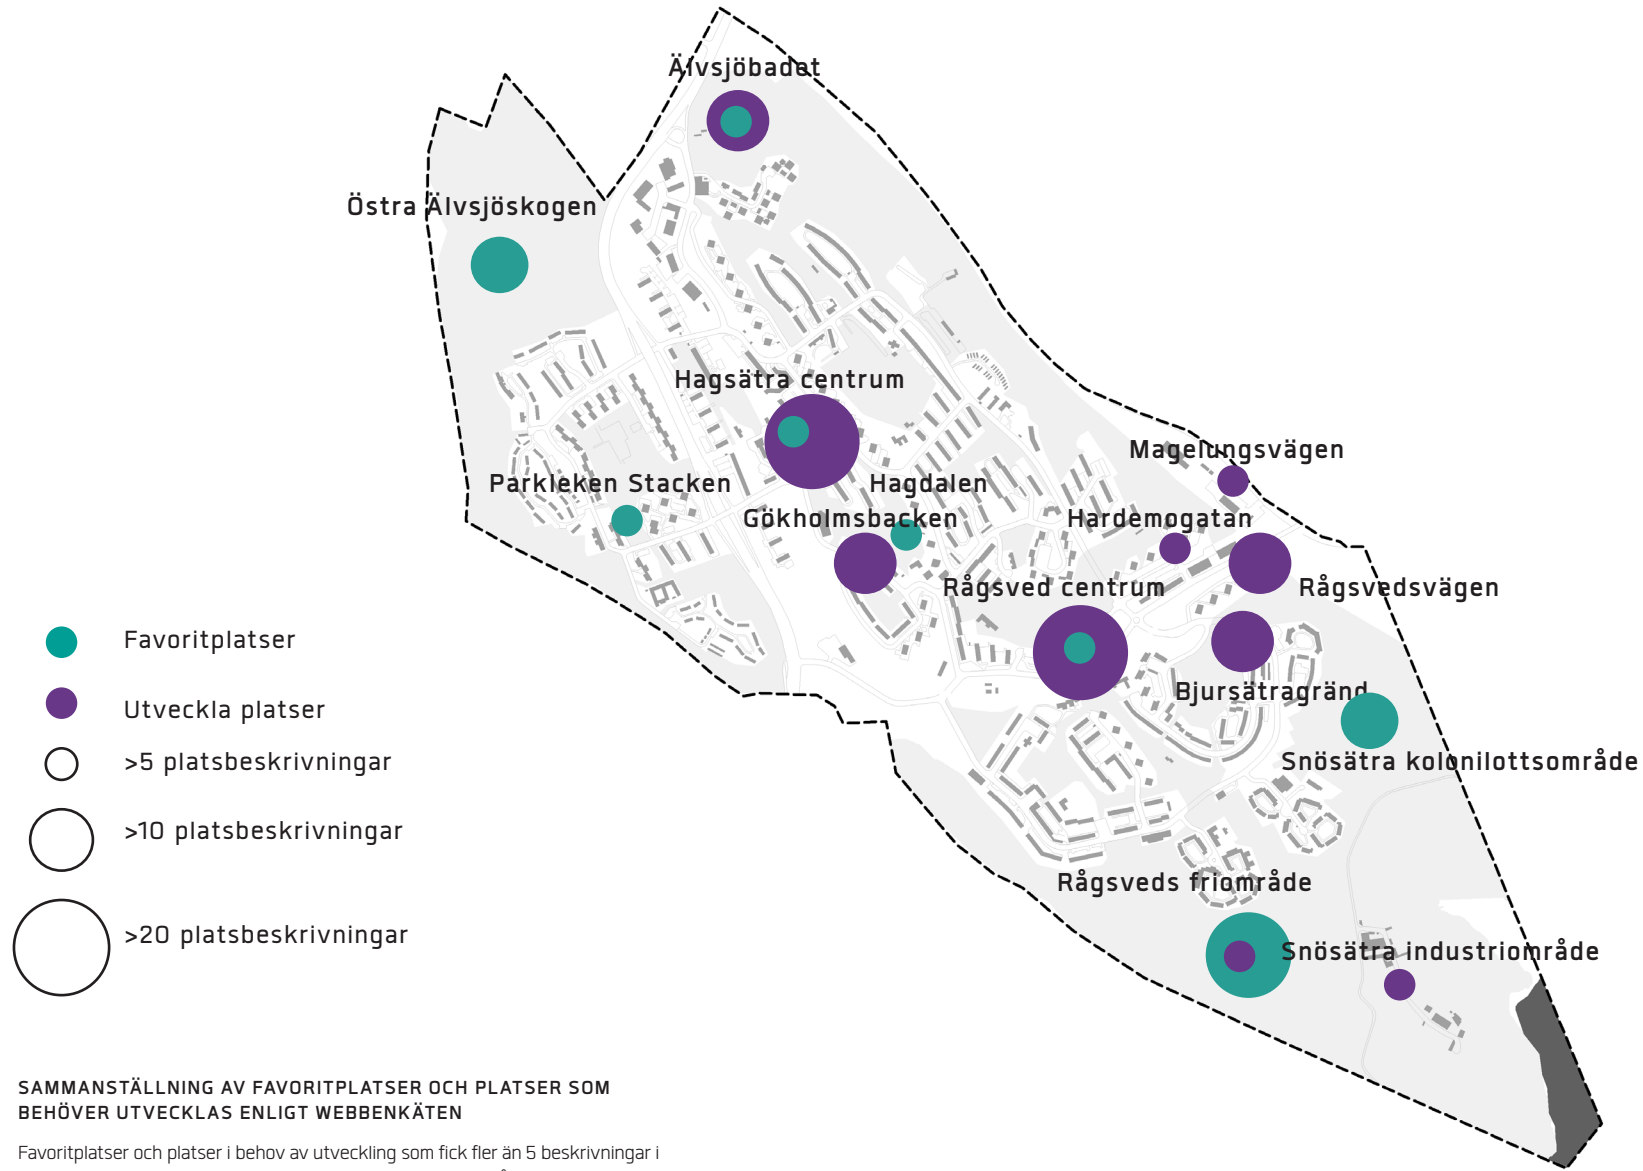 Älvsjöbadet
Östra Älvsjöskogen
Hagsätra centrum
Magelungsvägen
Parkleken Stacken
Hagdalen
Gökholmsbacken
Hardemogatan
Rågsved centrum
Rågsvedsvägen
Favoritplatser
Utveckla platser
Bjursätragränd
>5 platsbeskrivningar
Snösätra kolonilottsområde
>10 platsbeskrivningar
Rågsveds friområde
>20 platsbeskrivningar
Snösätra industriområde
SAMMANSTÄLLNING AV FAVORITPLATSER OCH PLATSER SOM
BEHÖVER UTVECKLAS ENLIGT WEBBENKÄTEN
Favoritplatser och platser i behov av utveckling som fick fler än 5 beskrivningar i